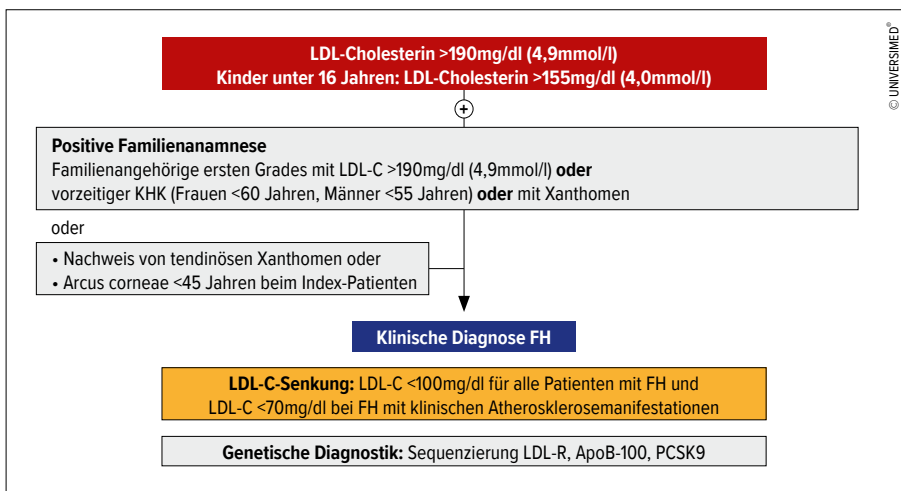 LDL-Cholesterin >190mg/dl (4,9mmol/l)
Kinder unter 16 Jahren: LDL-Cholesterin >155mg/dl (4,0mmol/l)
+
Positive Familienanamnese
Familienangehörige ersten Grades mit LDL-C >190mg/dl (4,9mmol/l) oder
vorzeitiger KHK (Frauen <60 Jahren, Männer <55 Jahren) oder mit Xanthomen
oder
• Nachweis von tendinösen Xanthomen oder
• Arcus corneae <45 Jahren beim Index-Patienten
Klinische Diagnose FH
LDL-C-Senkung: LDL-C <100mg/dl für alle Patienten mit FH und
LDL-C <70mg/dl bei FH mit klinischen Atherosklerosemanifestationen
Genetische Diagnostik: Sequenzierung LDL-R, ApoB-100, PCSK9
© UNIVERSIMED®